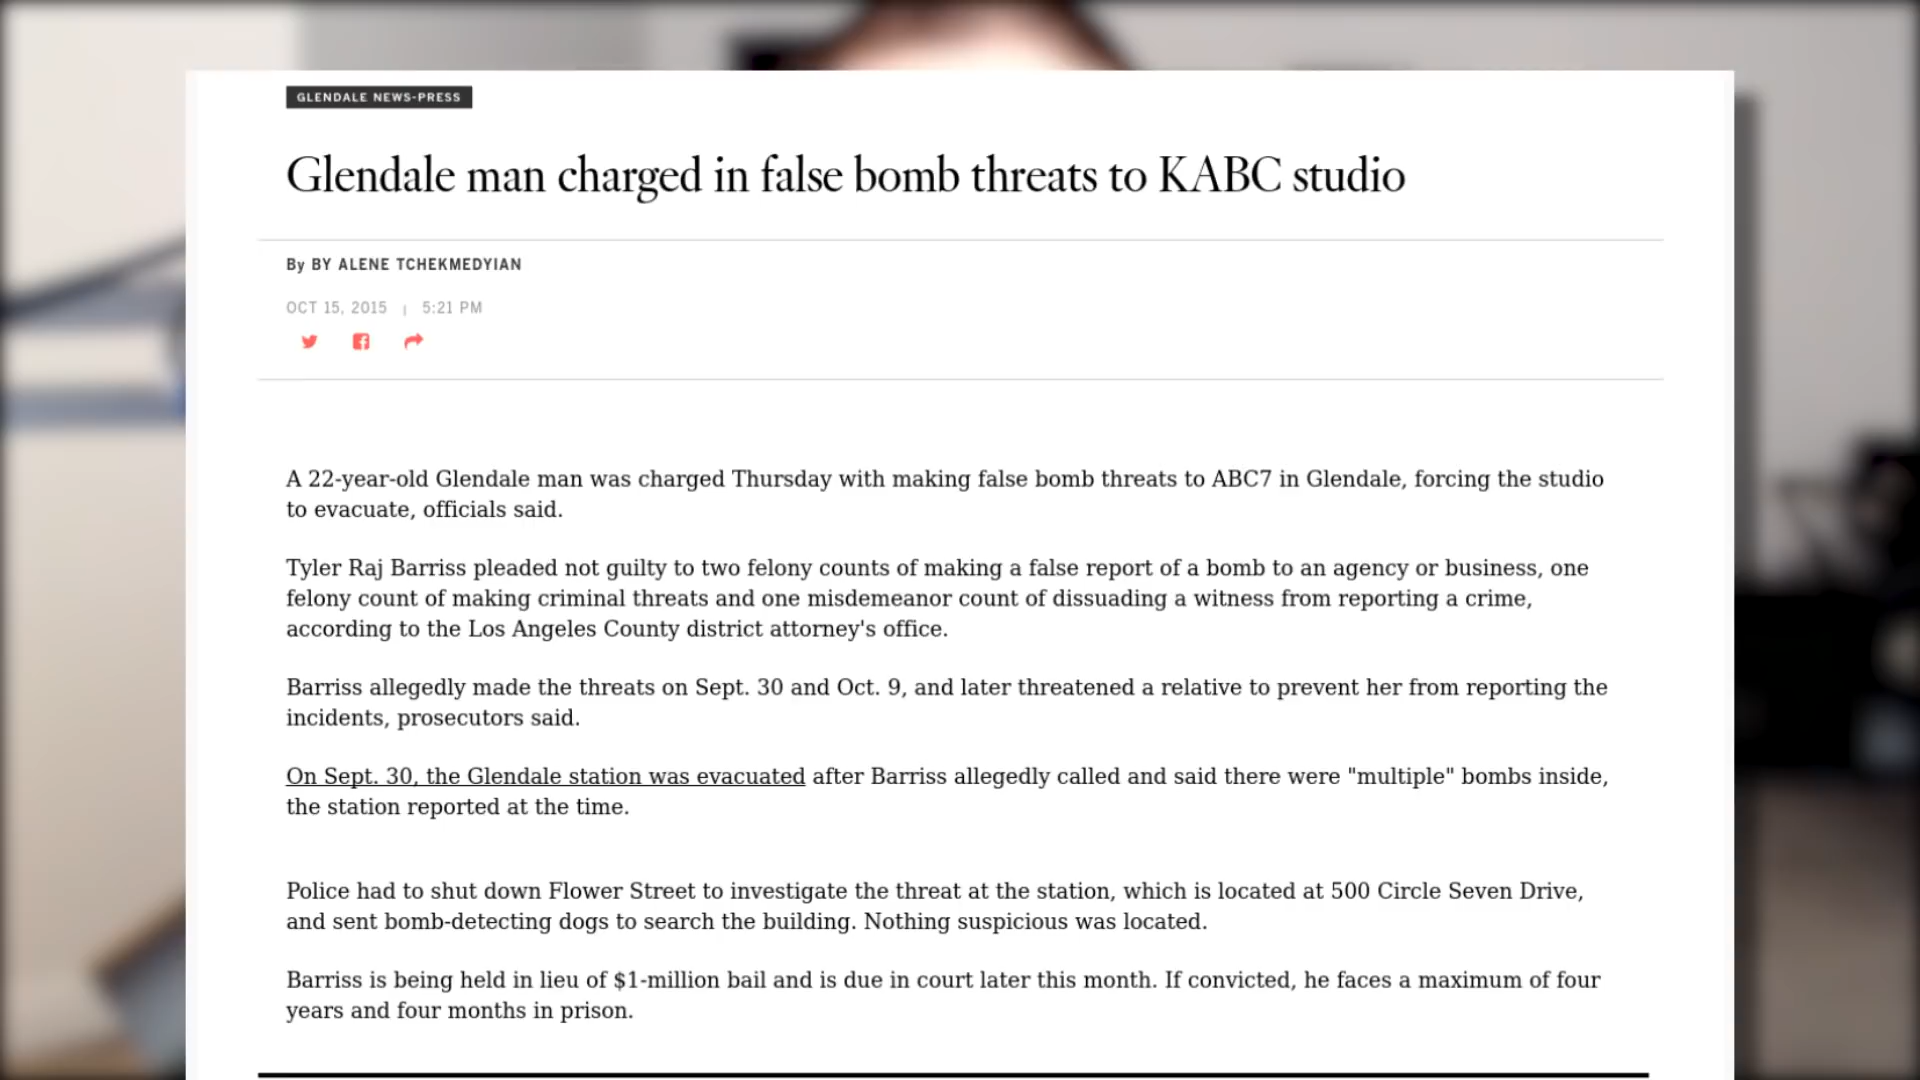 GLENDALE NEWS-PRESS
Glendale man charged in false bomb threats to KABC studio
By BY ALENE TCHEKMEDYIAN
OCT 15, 2015 | 5:21 PM
A 22-year-old Glendale man was charged Thursday with making false bomb threats to ABC7 in Glendale, forcing the studio
to evacuate, officials said.
Tyler Raj Barriss pleaded not guilty to two felony counts of making a false report of a bomb to an agency or business, one
felony count of making criminal threats and one misdemeanor count of dissuading a witness from reporting a crime,
according to the Los Angeles County district attorney's office.
Barriss allegedly made the threats on Sept. 30 and Oct. 9, and later threatened a relative to prevent her from reporting the
incidents, prosecutors said.
On Sept. 30, the Glendale station was evacuated after Barriss allegedly called and said there were "multiple" bombs inside,
the station reported at the time.
Police had to shut down Flower Street to investigate the threat at the station, which is located at 500 Circle Seven Drive,
and sent bomb-detecting dogs to search the building. Nothing suspicious was located.
Barriss is being held in lieu of $1-million bail and is due in court later this month. If convicted, he faces a maximum of four
years and four months in prison.